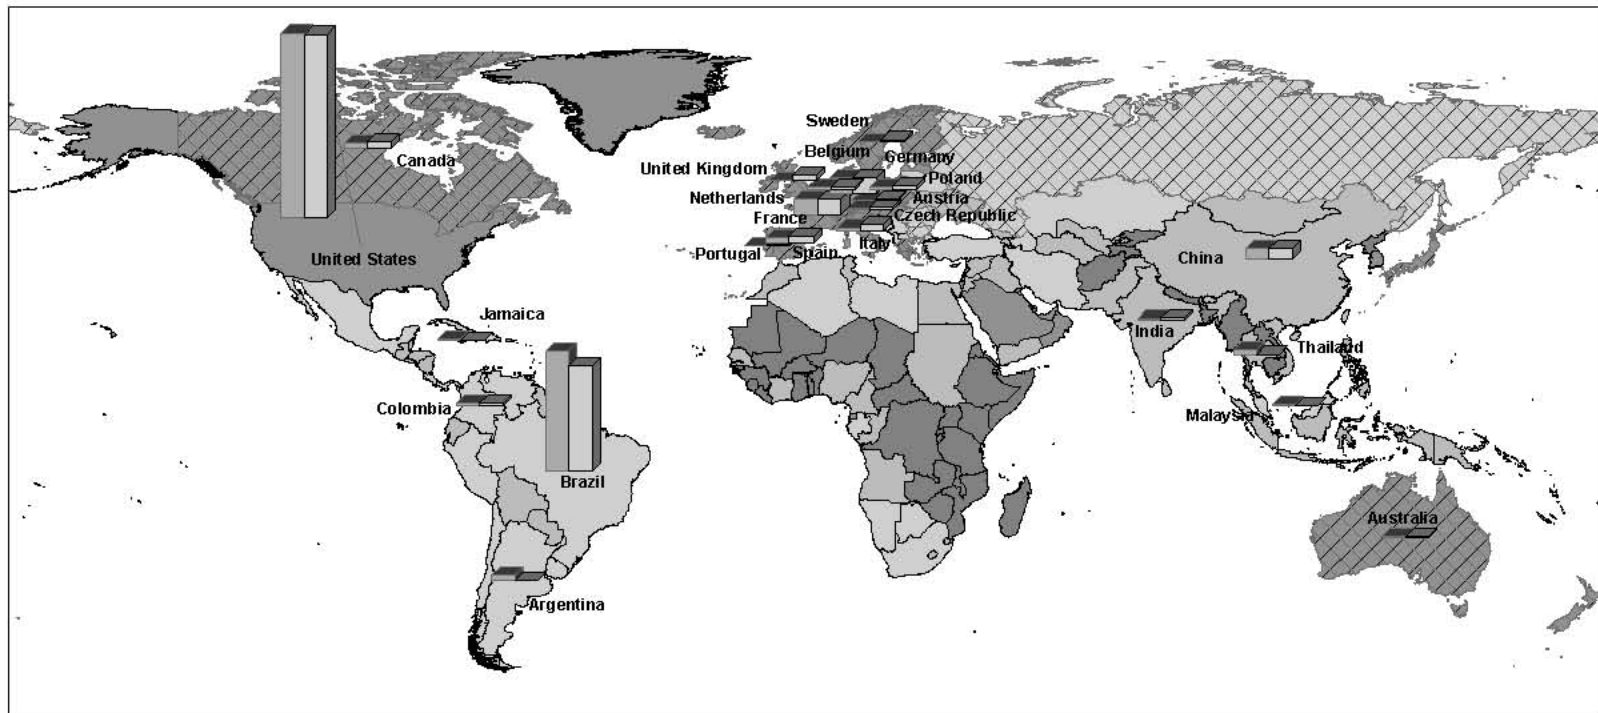 Sweden
Belgium
Germany
Canada
United Kingdom
Poland
Netherlands
Austria
France
Czech Republic
Italy
Portugal
Spain
China
United States
Jamaica
India
Thailand
Colombia
Malaysia
Brazil
Australia
Argentina